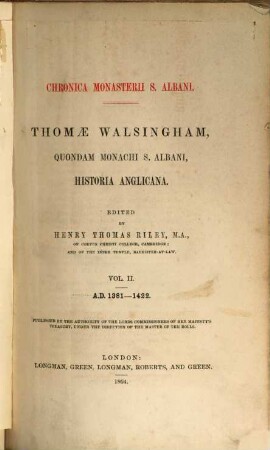 CHRONICA MONASTERII S. ALBANI.
THOMÆ WALSINGHAM,
QUONDAM MONACHI S. ALBANI,
HISTORIA ANGLICANA.
EDITED
BY
HENRY THOMAS RILEY, M.A.,
OF CORPUS CHRISTI COLLEGE, CAMBRIDGE;
AND OF THE INNER TEMPLE, BARRISTER-AT-LAW.
VOL. II.
A.D. 1381—1422.
PUBLISHED BY THE AUTHORITY OF THE LORDS COMMISSIONERS OF HER MAJESTY'S
TREASURY, UNDER THE DIRECTION OF THE MASTER OF THE ROLLS.
LONDON:
LONGMAN, GREEN, LONGMAN, ROBERTS, AND GREEN.
1864.